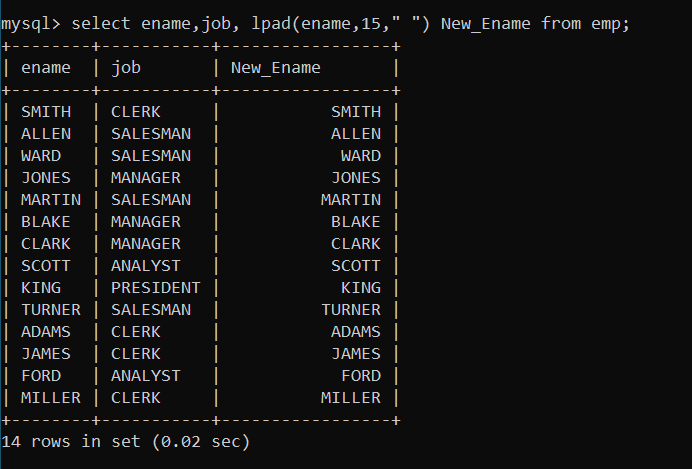 mysql> select ename,job, lpad(ename,15," ") New_Ename from emp;
+--------+-----------+-----------------+
| ename  | job       | New_Ename       |
+--------+-----------+-----------------+
| SMITH  | CLERK     |           SMITH |
| ALLEN  | SALESMAN  |           ALLEN |
| WARD   | SALESMAN  |            WARD |
| JONES  | MANAGER   |           JONES |
| MARTIN | SALESMAN  |          MARTIN |
| BLAKE  | MANAGER   |           BLAKE |
| CLARK  | MANAGER   |           CLARK |
| SCOTT  | ANALYST   |           SCOTT |
| KING   | PRESIDENT |            KING |
| TURNER | SALESMAN  |          TURNER |
| ADAMS  | CLERK     |           ADAMS |
| JAMES  | CLERK     |           JAMES |
| FORD   | ANALYST   |            FORD |
| MILLER | CLERK     |          MILLER |
+--------+-----------+-----------------+
14 rows in set (0.02 sec)